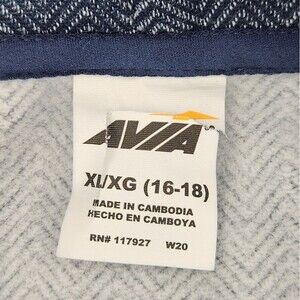 AVIA
XL/XG (16-18)
MADE IN CAMBODIA
HECHO EN CAMBOYA
RN# 117927 W20